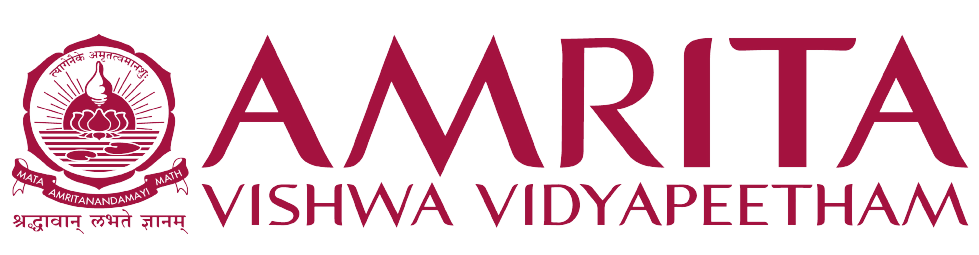 त्यागेनैके अमृतत्वमानशुः
MATA AMRITANANDAMAYI MATH
श्रद्धावान् लभते ज्ञानम्
AMRITA
VISHWA VIDYAPEETHAM